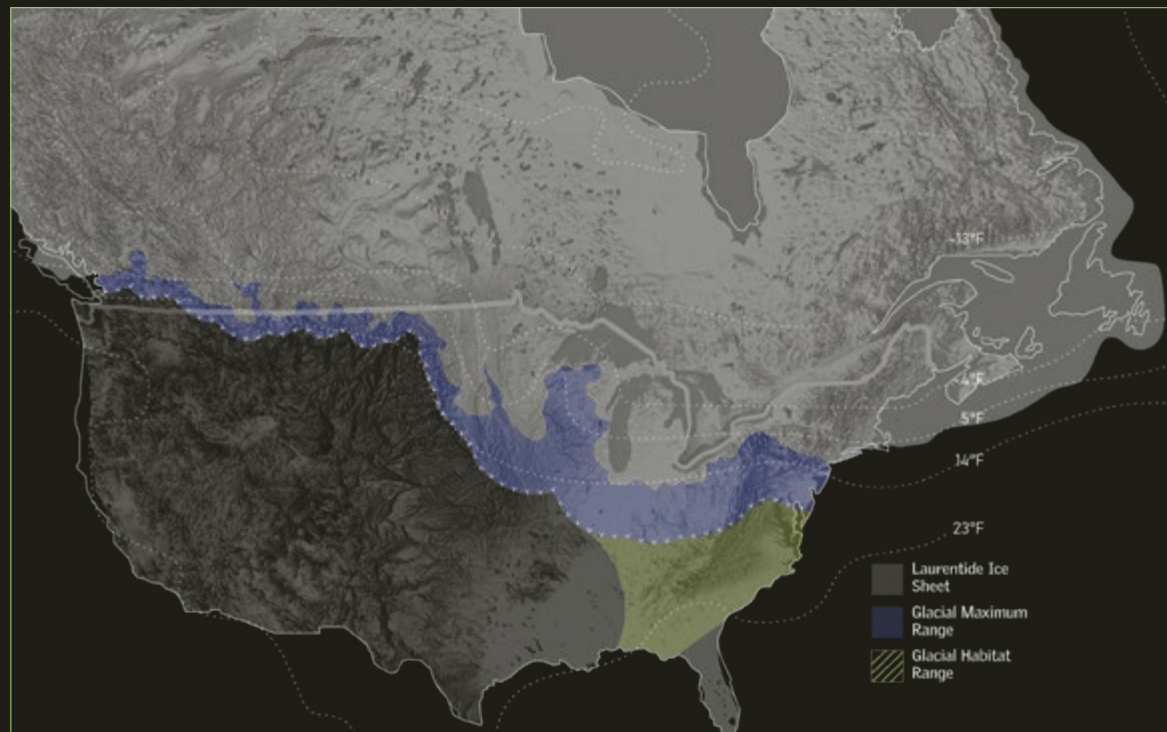 -13°F
-4°F
5°F
14°F
23°F
Laurentide Ice
Sheet
Glacial Maximum
Range
Glacial Habitat
Range